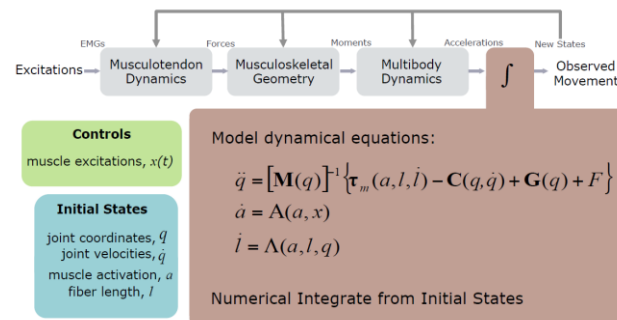 EMGs Forces Moments Accelerations New States
Excitations Musculotendon Dynamics Musculoskeletal Geometry Multibody Dynamics ∫ Observed Movement
Controls
muscle excitations, x(t)
Initial States
joint coordinates, q
joint velocities, q̇
muscle activation, a
fiber length, l
Model dynamical equations:
q̈ = [M(q)]⁻¹{τₘ(a,l,l̇) − C(q,q̇) + G(q) + F}
ȧ = A(a,x)
l̇ = Λ(a,l,q)
Numerical Integrate from Initial States